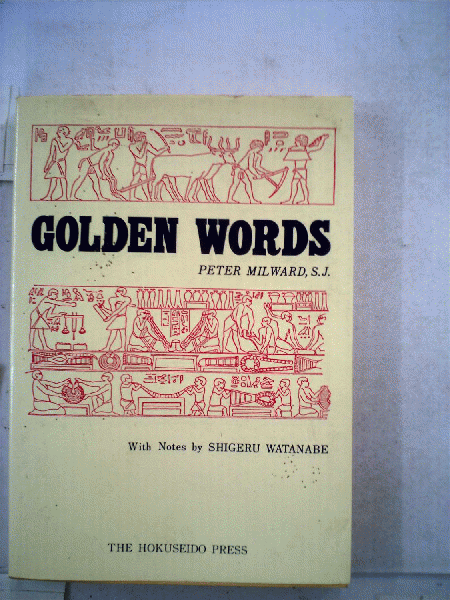 GOLDEN WORDS
PETER MILWARD, S.J.
With Notes by SHIGERU WATANABE
THE HOKUSEIDO PRESS